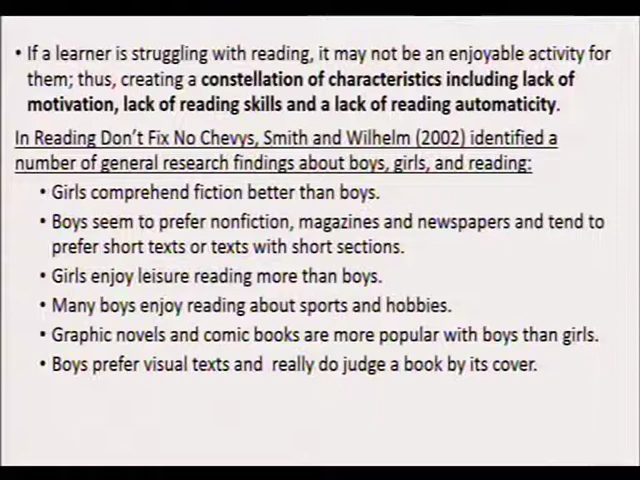 • If a learner is struggling with reading, it may not be an enjoyable activity for
them; thus, creating a constellation of characteristics including lack of
motivation, lack of reading skills and a lack of reading automaticity.
In Reading Don't Fix No Chevys, Smith and Wilhelm (2002) identified a
number of general research findings about boys, girls, and reading:
• Girls comprehend fiction better than boys.
• Boys seem to prefer nonfiction, magazines and newspapers and tend to
prefer short texts or texts with short sections.
• Girls enjoy leisure reading more than boys.
• Many boys enjoy reading about sports and hobbies.
• Graphic novels and comic books are more popular with boys than girls.
• Boys prefer visual texts and  really do judge a book by its cover.